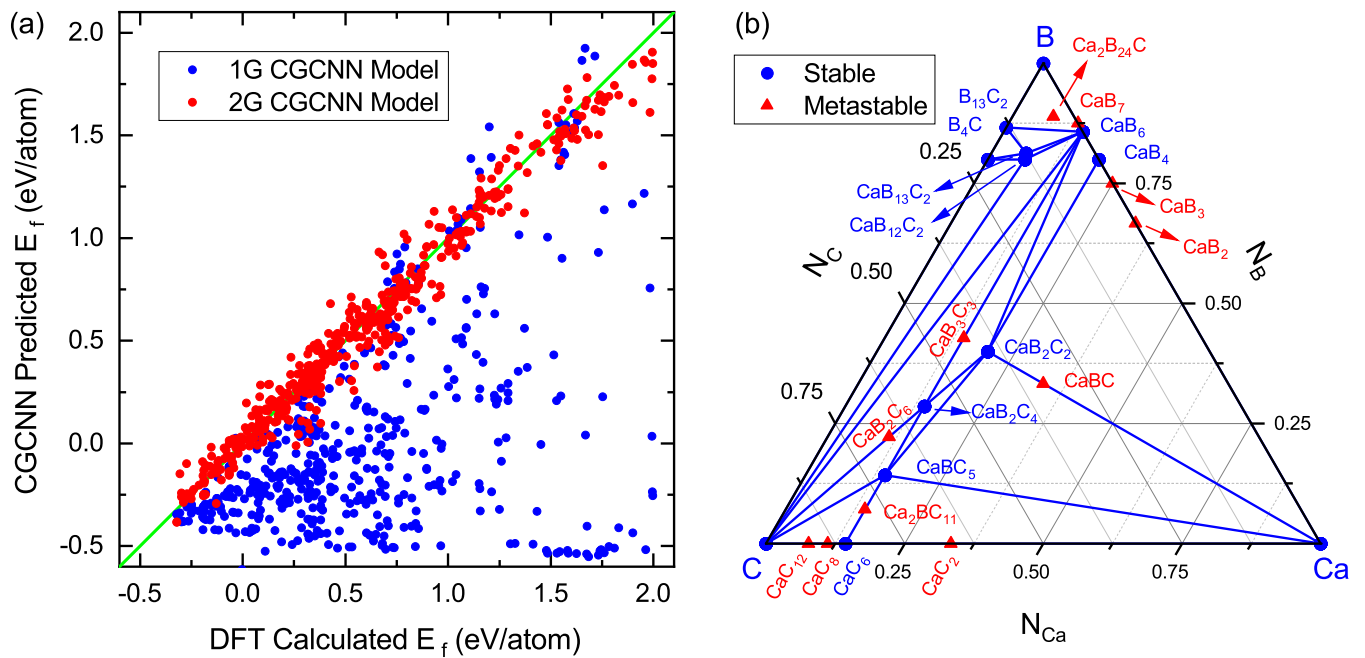 (a)
2.0
1.5
1.0
0.5
0.0
-0.5
CGCNN Predicted E f (eV/atom)
1G CGCNN Model
2G CGCNN Model
-0.5 0.0 0.5 1.0 1.5 2.0
DFT Calculated E f (eV/atom)
(b)
Stable
Metastable
B
Ca2B24C
B13C2
CaB7
B4C
CaB6
CaB4
0.25
0.75
CaB13C2
CaB3
CaB12C2
CaB2
NC
NB
0.50
0.50
CaB3C3
CaB2C2
CaBC
0.75
CaB2C6
CaB2C4
0.25
CaBC5
Ca2BC11
C
Ca
CaC12
CaC8
CaC6
CaC2
0.25 0.50 0.75
NCa